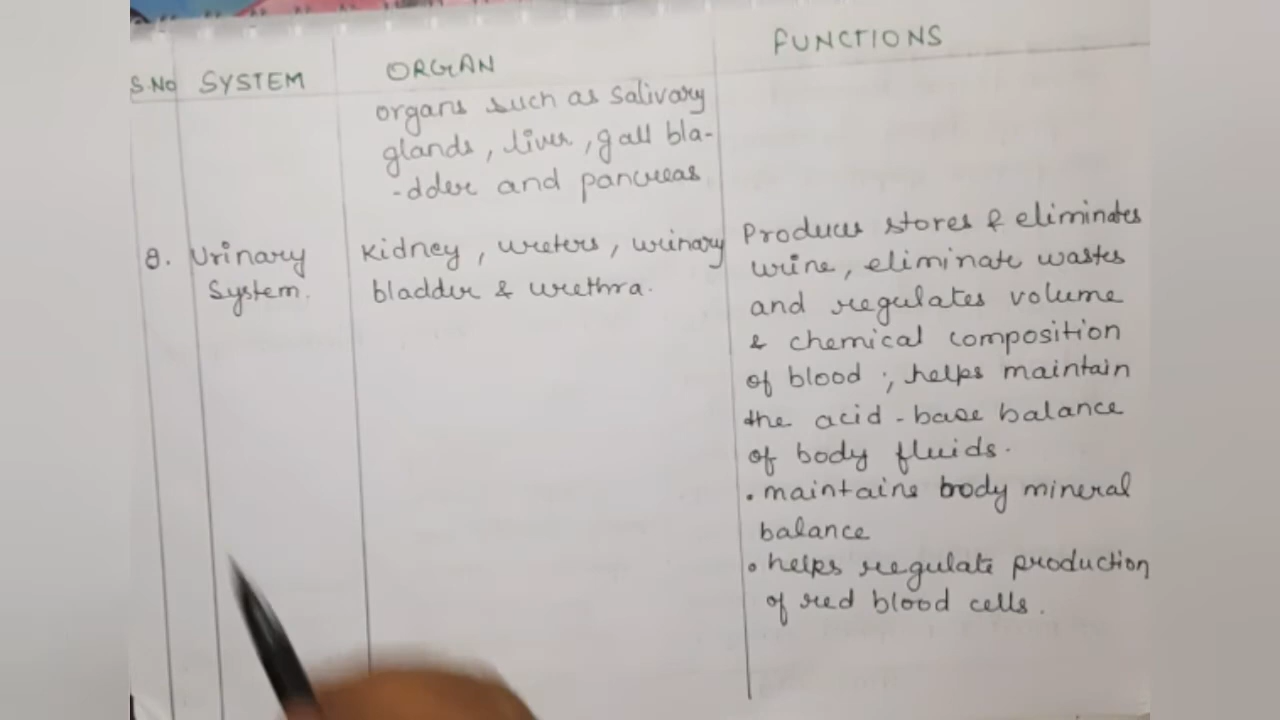 S.No SYSTEM ORGAN FUNCTIONS
organs such as salivary
glands, liver, gall bla-
-dder and pancreas
8. Urinary
System.
Kidney, ureters, urinary
bladder & urethra.
Produces stores & eliminates
urine, eliminate wastes
and regulates volume
& chemical composition
of blood; helps maintain
the acid-base balance
of body fluids.
• maintains body mineral
balance
• helps regulate production
of red blood cells.